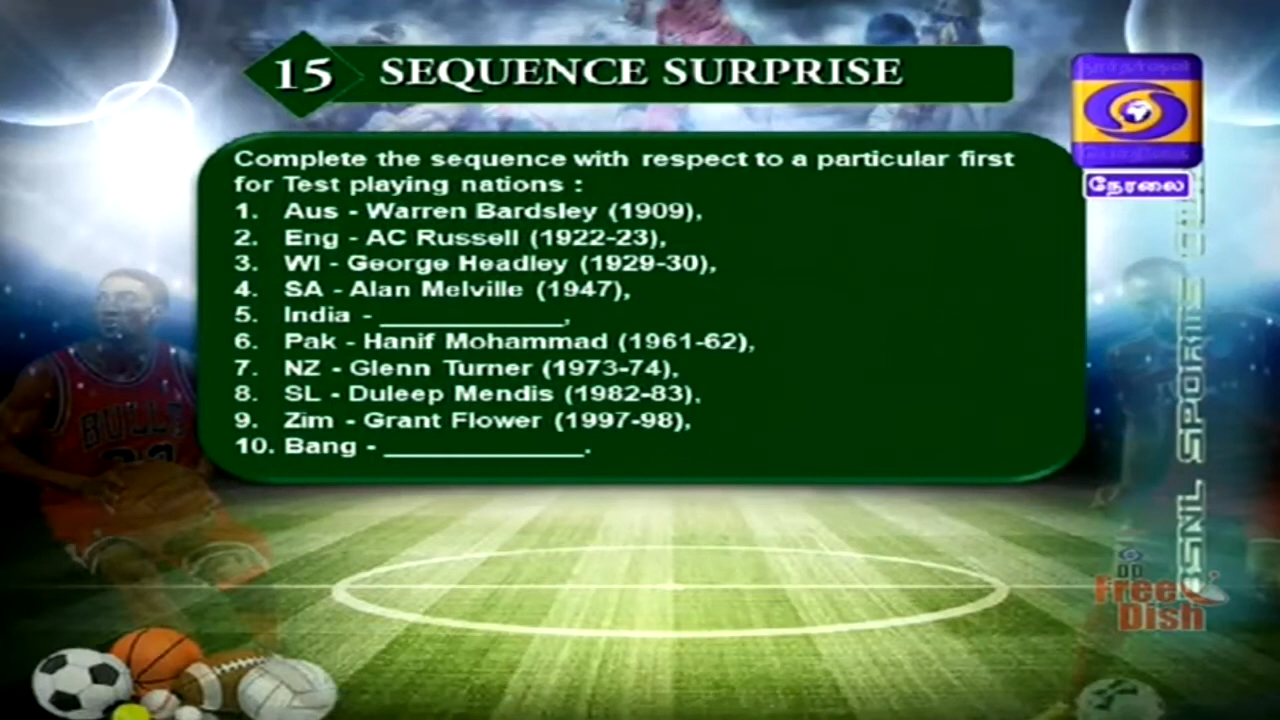 15 SEQUENCE SURPRISE
Complete the sequence with respect to a particular first
for Test playing nations :
1. Aus - Warren Bardsley (1909),
2. Eng - AC Russell (1922-23),
3. WI - George Headley (1929-30),
4. SA - Alan Melville (1947),
5. India - ____________,
6. Pak - Hanif Mohammad (1961-62),
7. NZ - Glenn Turner (1973-74),
8. SL - Duleep Mendis (1982-83),
9. Zim - Grant Flower (1997-98),
10. Bang - _____________.
நேரலை
BSNL SPORTS
DD
Free
Dish
BULLS